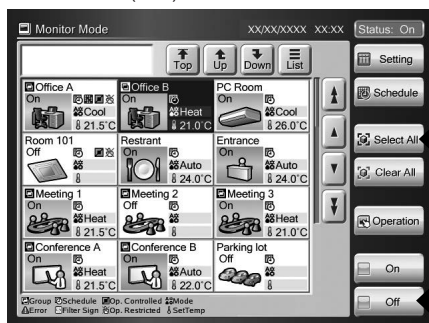 Monitor Mode XX/XX/XXXX XX:XX Status: On
Top Up Down List
Setting
Schedule
Select All
Clear All
Operation
On
Off
Office A
On
Cool
21.5°C
Office B
On
Heat
21.0°C
PC Room
On
Cool
26.0°C
Room 101
Off
Restrant
On
Auto
24.0°C
Entrance
On
Auto
24.0°C
Meeting 1
On
Heat
21.0°C
Meeting 2
Off
Meeting 3
On
Heat
21.0°C
Conference A
On
Heat
21.5°C
Conference B
On
Auto
22.0°C
Parking lot
Off
Group Schedule Op. Controlled Mode
Error Filter Sign Op. Restricted SetTemp